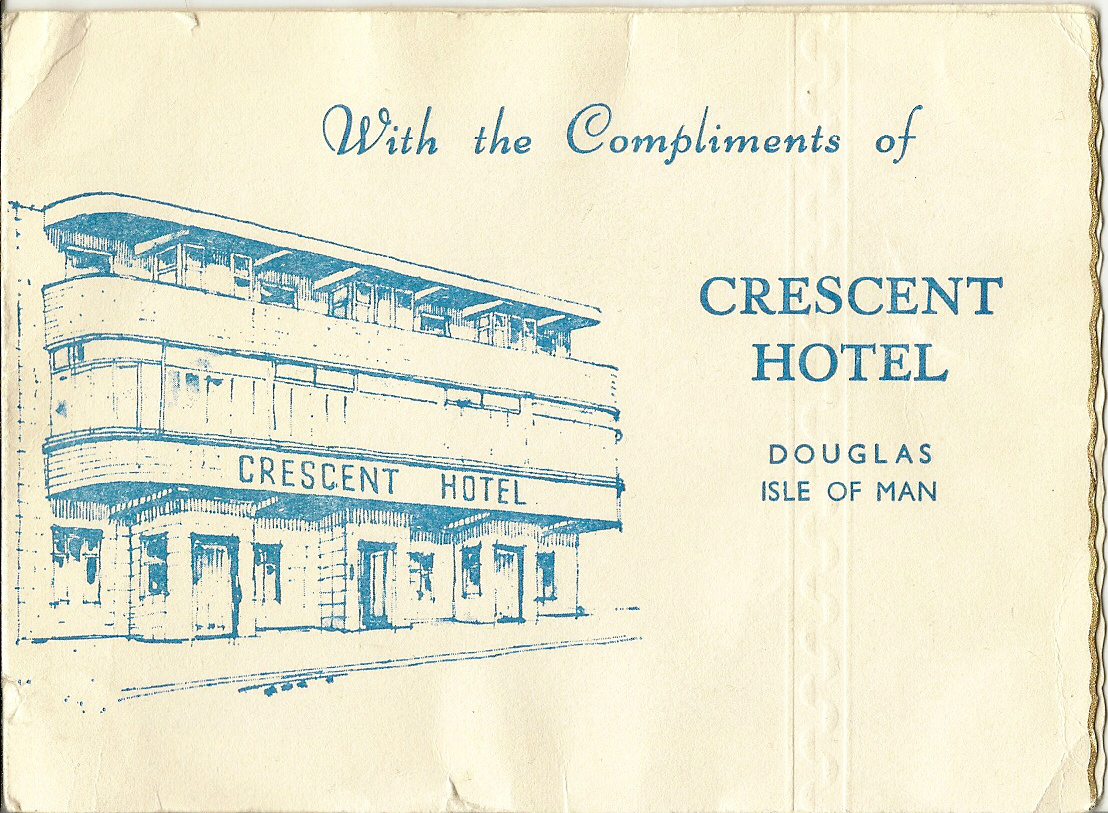 With the Compliments of
CRESCENT
HOTEL
DOUGLAS
ISLE OF MAN
CRESCENT HOTEL